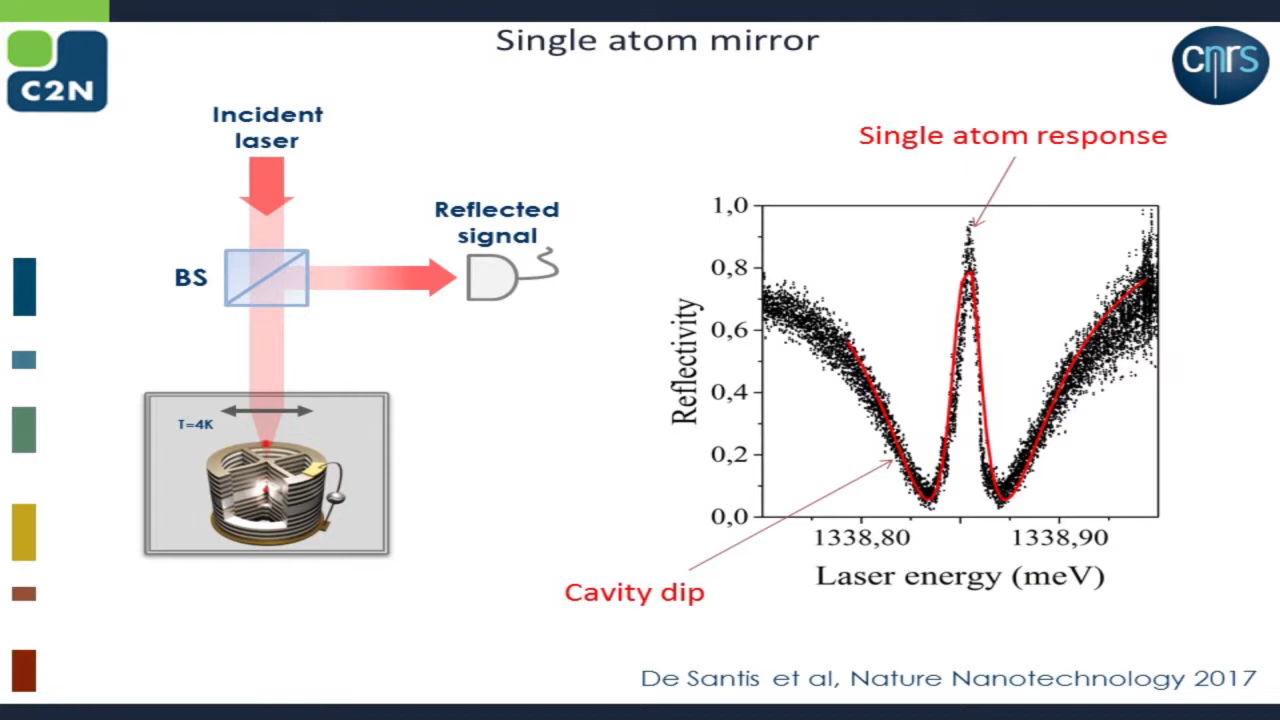 Single atom mirror
C2N
cnrs
Incident
laser
Reflected
signal
BS
T=4K
Single atom response
1,0
0,8
0,6
0,4
0,2
0,0
Reflectivity
1338,80
1338,90
Laser energy (meV)
Cavity dip
De Santis et al, Nature Nanotechnology 2017